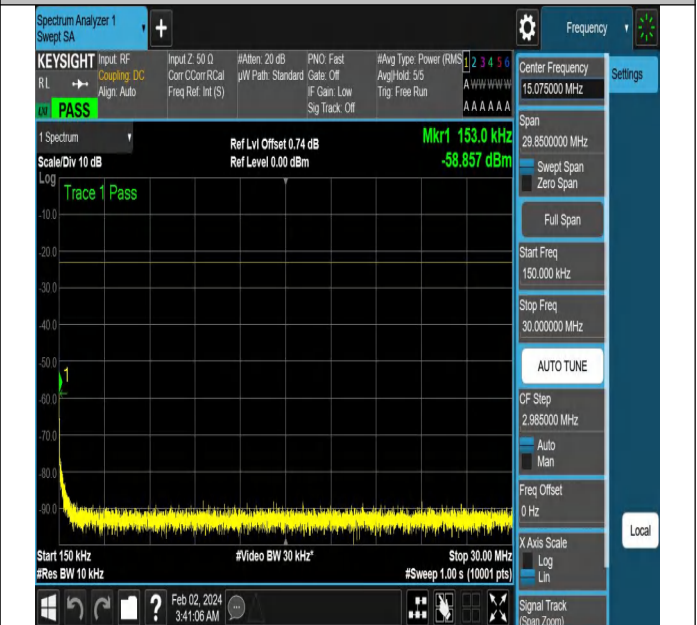 Spectrum Analyzer 1
Swept SA
+
Frequency
KEYSIGHT
RL
PASS
Input: RF
Coupling: DC
Align: Auto
Input Z: 50 Ω
Corr CCorr RCal
Freq Ref: Int (S)
#Atten: 20 dB
µW Path: Standard
PNO: Fast
Gate: Off
IF Gain: Low
Sig Track: Off
#Avg Type: Power (RMS
Avg|Hold: 5/5
Trig: Free Run
1 2 3 4 5 6
A W W W W W
A A A A A A
1 Spectrum
Scale/Div 10 dB
Ref Lvl Offset 0.74 dB
Ref Level 0.00 dBm
Mkr1 153.0 kHz
-58.857 dBm
Log
Trace 1 Pass
-10.0
-20.0
-30.0
-40.0
-50.0
-60.0
-70.0
-80.0
-90.0
1
Start 150 kHz
#Res BW 10 kHz
#Video BW 30 kHz*
Stop 30.00 MHz
#Sweep 1.00 s (10001 pts)
Center Frequency
15.075000 MHz
Settings
Span
29.8500000 MHz
Swept Span
Zero Span
Full Span
Start Freq
150.000 kHz
Stop Freq
30.000000 MHz
AUTO TUNE
CF Step
2.985000 MHz
Auto
Man
Freq Offset
0 Hz
X Axis Scale
Log
Lin
Local
Signal Track
(Span Zoom)
?
Feb 02, 2024
3:41:06 AM